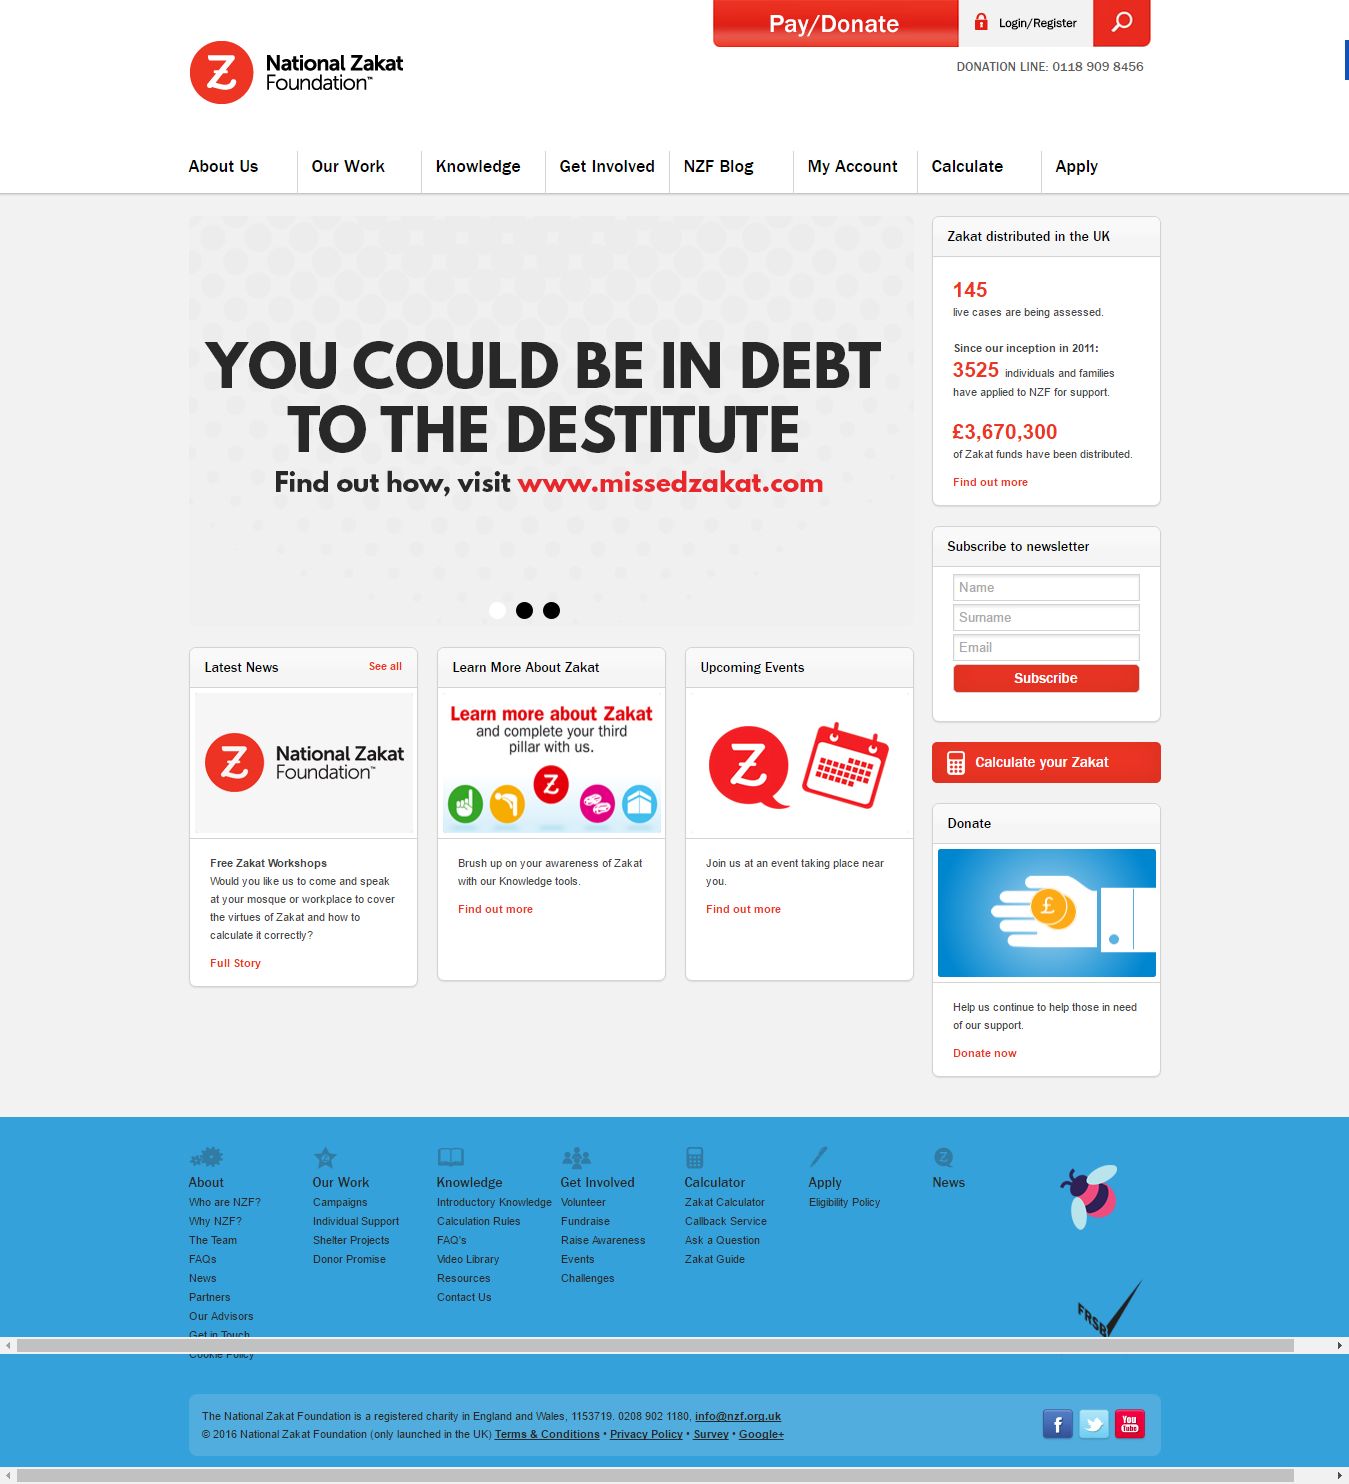 Pay/Donate
Login/Register
National Zakat
Foundation™
DONATION LINE: 0118 909 8456
About Us
Our Work
Knowledge
Get Involved
NZF Blog
My Account
Calculate
Apply
YOU COULD BE IN DEBT
TO THE DESTITUTE
Find out how, visit www.missedzakat.com
Zakat distributed in the UK
145
live cases are being assessed.
Since our inception in 2011:
3525 individuals and families
have applied to NZF for support.
£3,670,300
of Zakat funds have been distributed.
Find out more
Subscribe to newsletter
Name
Surname
Email
Subscribe
Calculate your Zakat
Latest News
See all
National Zakat
Foundation™
Free Zakat Workshops
Would you like us to come and speak
at your mosque or workplace to cover
the virtues of Zakat and how to
calculate it correctly?
Full Story
Learn More About Zakat
Learn more about Zakat
and complete your third
pillar with us.
Brush up on your awareness of Zakat
with our Knowledge tools.
Find out more
Upcoming Events
Join us at an event taking place near
you.
Find out more
Donate
£
Help us continue to help those in need
of our support.
Donate now
About
Who are NZF?
Why NZF?
The Team
FAQs
News
Partners
Our Advisors
Get in Touch
Cookie Policy
Our Work
Campaigns
Individual Support
Shelter Projects
Donor Promise
Knowledge
Introductory Knowledge
Calculation Rules
FAQ's
Video Library
Resources
Contact Us
Get Involved
Volunteer
Fundraise
Raise Awareness
Events
Challenges
Calculator
Zakat Calculator
Callback Service
Ask a Question
Zakat Guide
Apply
Eligibility Policy
News
FRSB
The National Zakat Foundation is a registered charity in England and Wales, 1153719. 0208 902 1180, info@nzf.org.uk
© 2016 National Zakat Foundation (only launched in the UK) Terms & Conditions • Privacy Policy • Survey • Google+
You
Tube